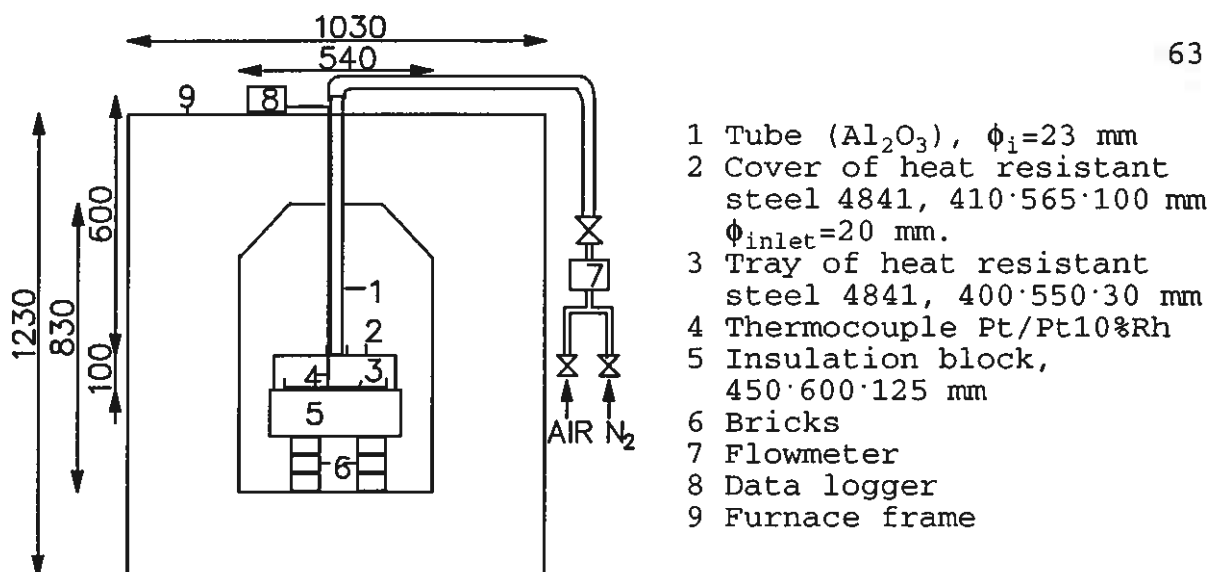 1030
540
63
9
8
600
1230
830
100
1
2
3
4
5
6
7
AIR N₂
1 Tube (Al₂O₃), ϕᵢ=23 mm
2 Cover of heat resistant
steel 4841, 410·565·100 mm
ϕ_inlet=20 mm.
3 Tray of heat resistant
steel 4841, 400·550·30 mm
4 Thermocouple Pt/Pt10%Rh
5 Insulation block,
450·600·125 mm
6 Bricks
7 Flowmeter
8 Data logger
9 Furnace frame